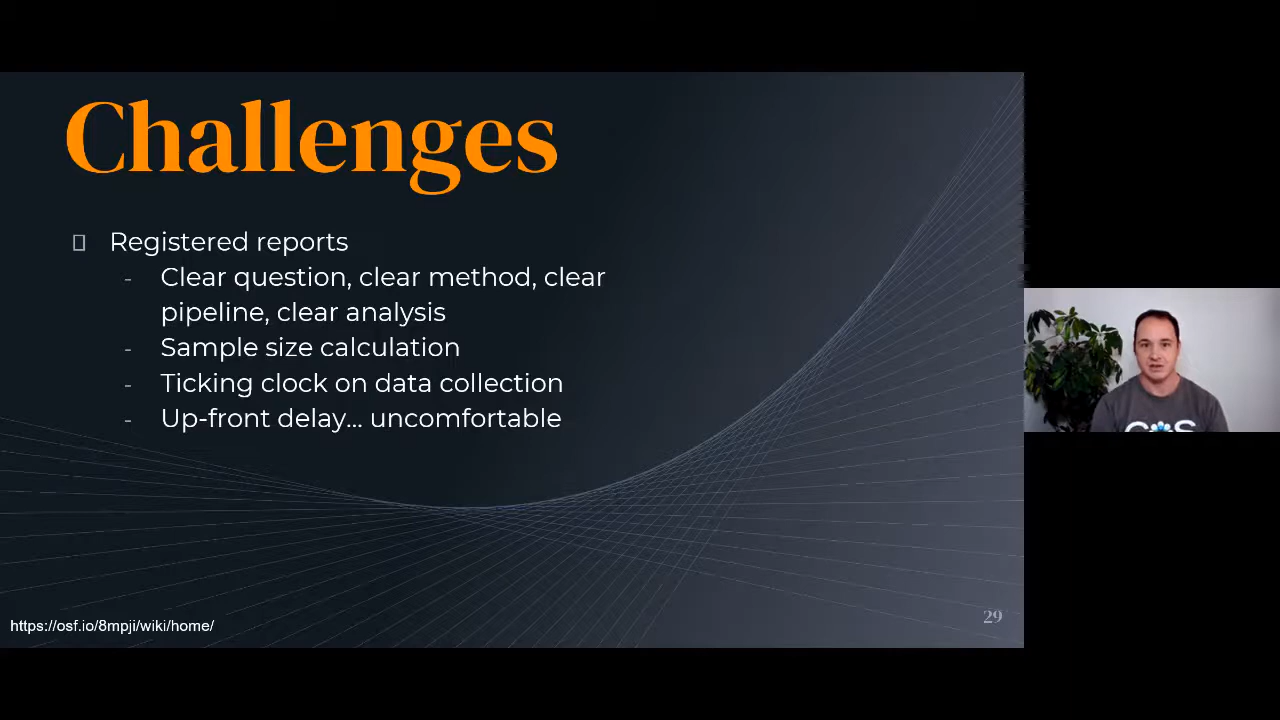 Challenges
Registered reports
- Clear question, clear method, clear
pipeline, clear analysis
- Sample size calculation
- Ticking clock on data collection
- Up-front delay... uncomfortable
COS
https://osf.io/8mpji/wiki/home/
29